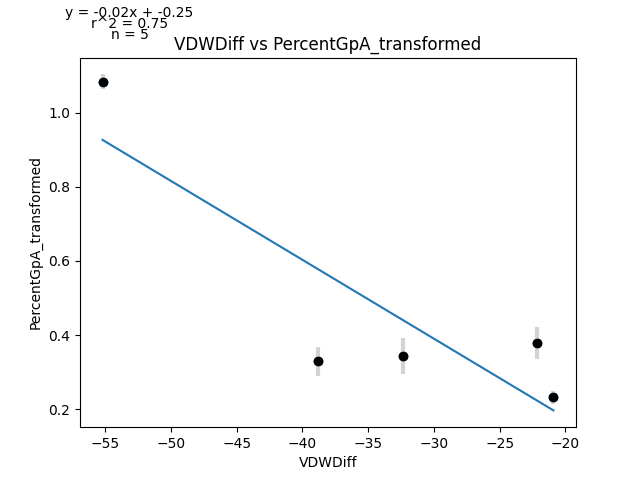 y = -0.02x + -0.25
r^2 = 0.75
n = 5
VDWDiff vs PercentGpA_transformed
PercentGpA_transformed
1.0
0.8
0.6
0.4
0.2
−55 −50 −45 −40 −35 −30 −25 −20
VDWDiff